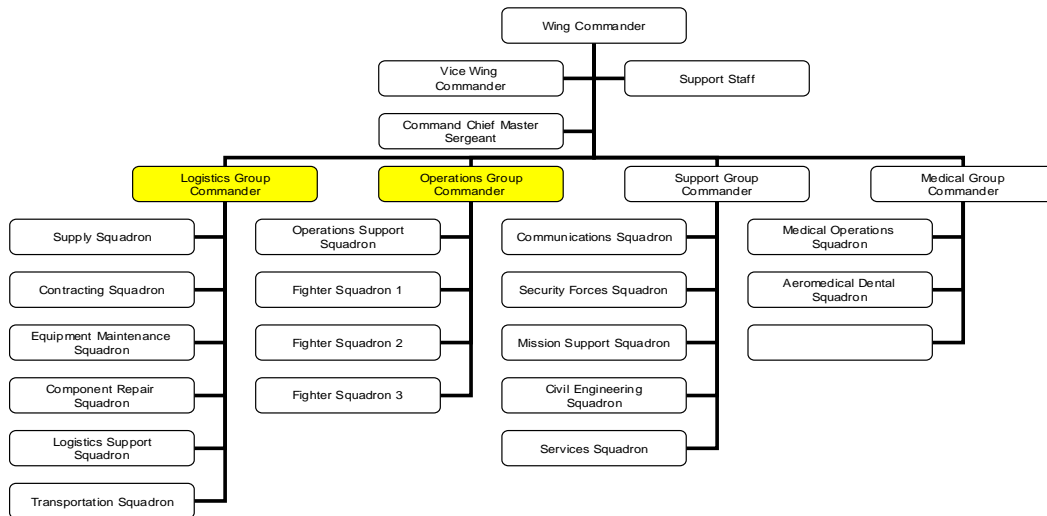 Wing Commander
Vice Wing
Commander
Support Staff
Command Chief Master
Sergeant
Logistics Group
Commander
Operations Group
Commander
Support Group
Commander
Medical Group
Commander
Supply Squadron
Contracting Squadron
Equipment Maintenance
Squadron
Component Repair
Squadron
Logistics Support
Squadron
Transportation Squadron
Operations Support
Squadron
Fighter Squadron 1
Fighter Squadron 2
Fighter Squadron 3
Communications Squadron
Security Forces Squadron
Mission Support Squadron
Civil Engineering
Squadron
Services Squadron
Medical Operations
Squadron
Aeromedical Dental
Squadron